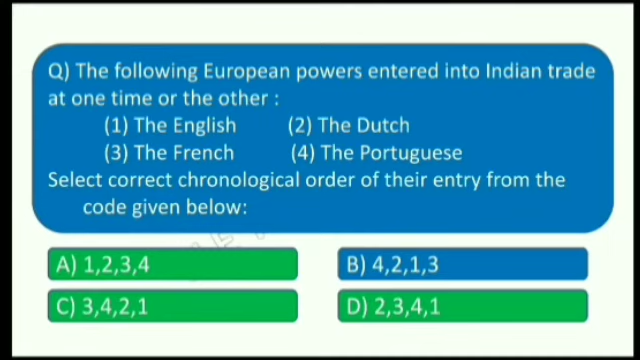 Q) The following European powers entered into Indian trade
at one time or the other :
(1) The English (2) The Dutch
(3) The French (4) The Portuguese
Select correct chronological order of their entry from the
code given below:
A) 1,2,3,4 B) 4,2,1,3
C) 3,4,2,1 D) 2,3,4,1